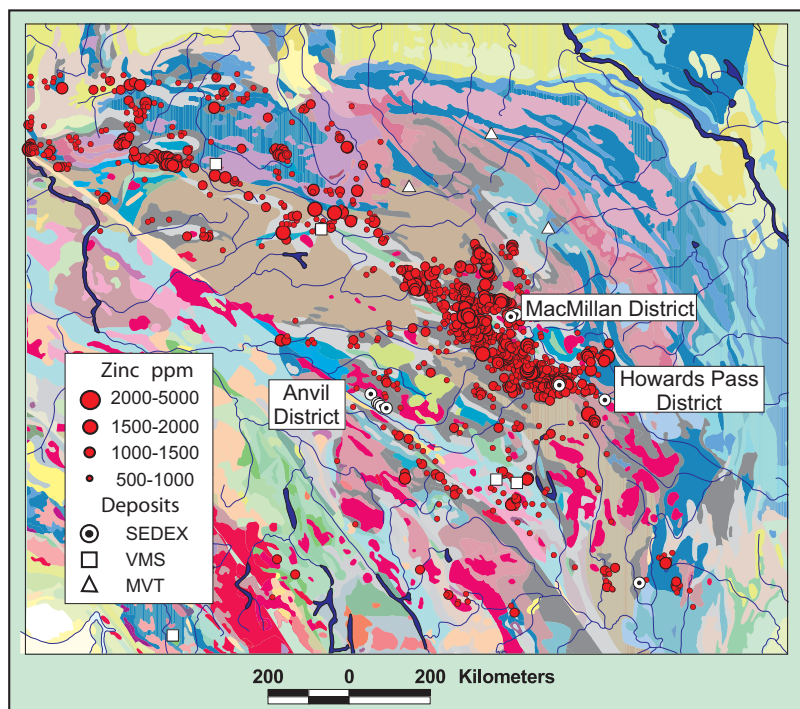 MacMillan District
Howards Pass
District
Anvil
District
Zinc ppm
2000-5000
1500-2000
1000-1500
500-1000
Deposits
SEDEX
VMS
MVT
200 0 200 Kilometers